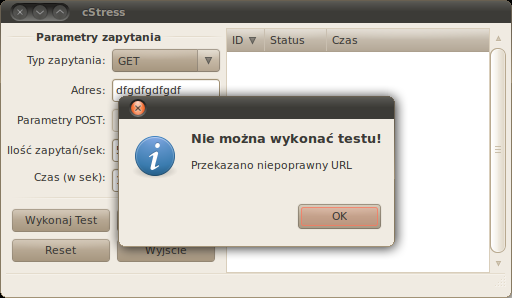 cStress
Parametry zapytania
ID Status Czas
Typ zapytania: GET
Adres: dfgdfgdfgdf
Parametry POST:
Ilość zapytań/sek:
Czas (w sek):
Nie można wykonać testu!
Przekazano niepoprawny URL
OK
Wykonaj Test
Reset Wyjście